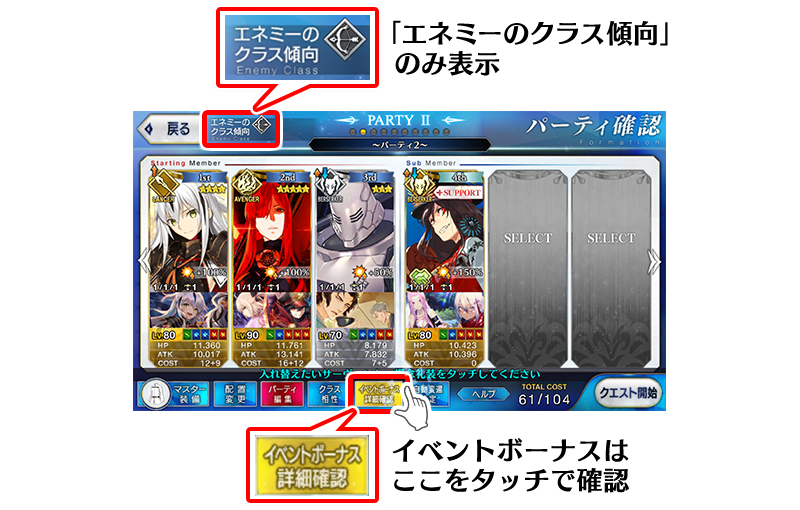 エネミーの
クラス傾向
Enemy Class
「エネミーのクラス傾向」
のみ表示
戻る
エネミーの
クラス傾向
PARTY II
～パーティ2～
パーティ確認
Formation
Starting Member
Sub Member
1st
LANCER
+100%
1/1/1
Lv.80
HP 11,360
ATK 10,017
COST 12+9
2nd
AVENGER
+100%
1/1/1
Lv.90
HP 11,761
ATK 13,141
COST 16+12
3rd
BERSERKER
+50%
1/1/1
Lv.70
HP 8,179
ATK 7,832
COST 7+5
4th
BERSERKER
+SUPPORT
+150%
1/1/1
Lv.80
HP 10,423
ATK 10,396
SELECT
SELECT
入れ替えたいサーヴ
礼装をタッチしてください
マスター
装備
配置
変更
パーティ
編集
クラス
相性
イベントボーナス
詳細確認
ヘルプ
TOTAL COST
61/104
クエスト開始
イベントボーナス
詳細確認
イベントボーナスは
ここをタッチで確認